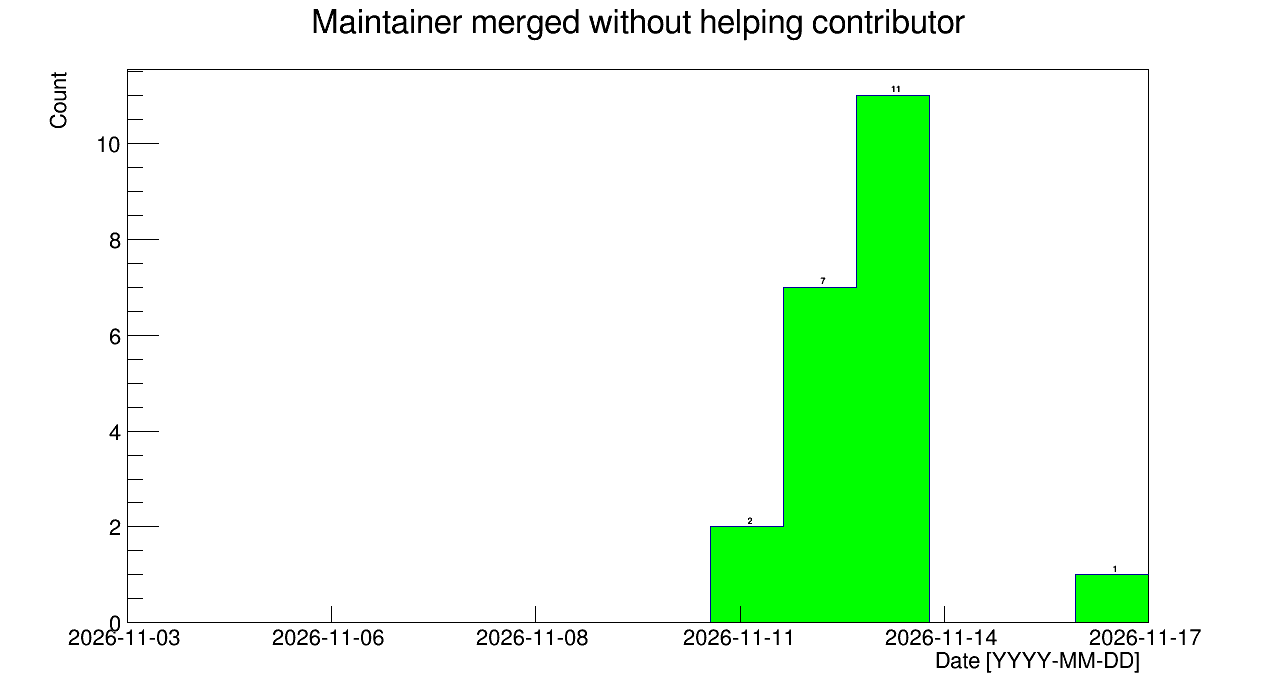 Maintainer merged without helping contributor
Count
11
10
8
7
6
4
2
2
1
0
2026-11-03 2026-11-06 2026-11-08 2026-11-11 2026-11-14 2026-11-17
Date [YYYY-MM-DD]